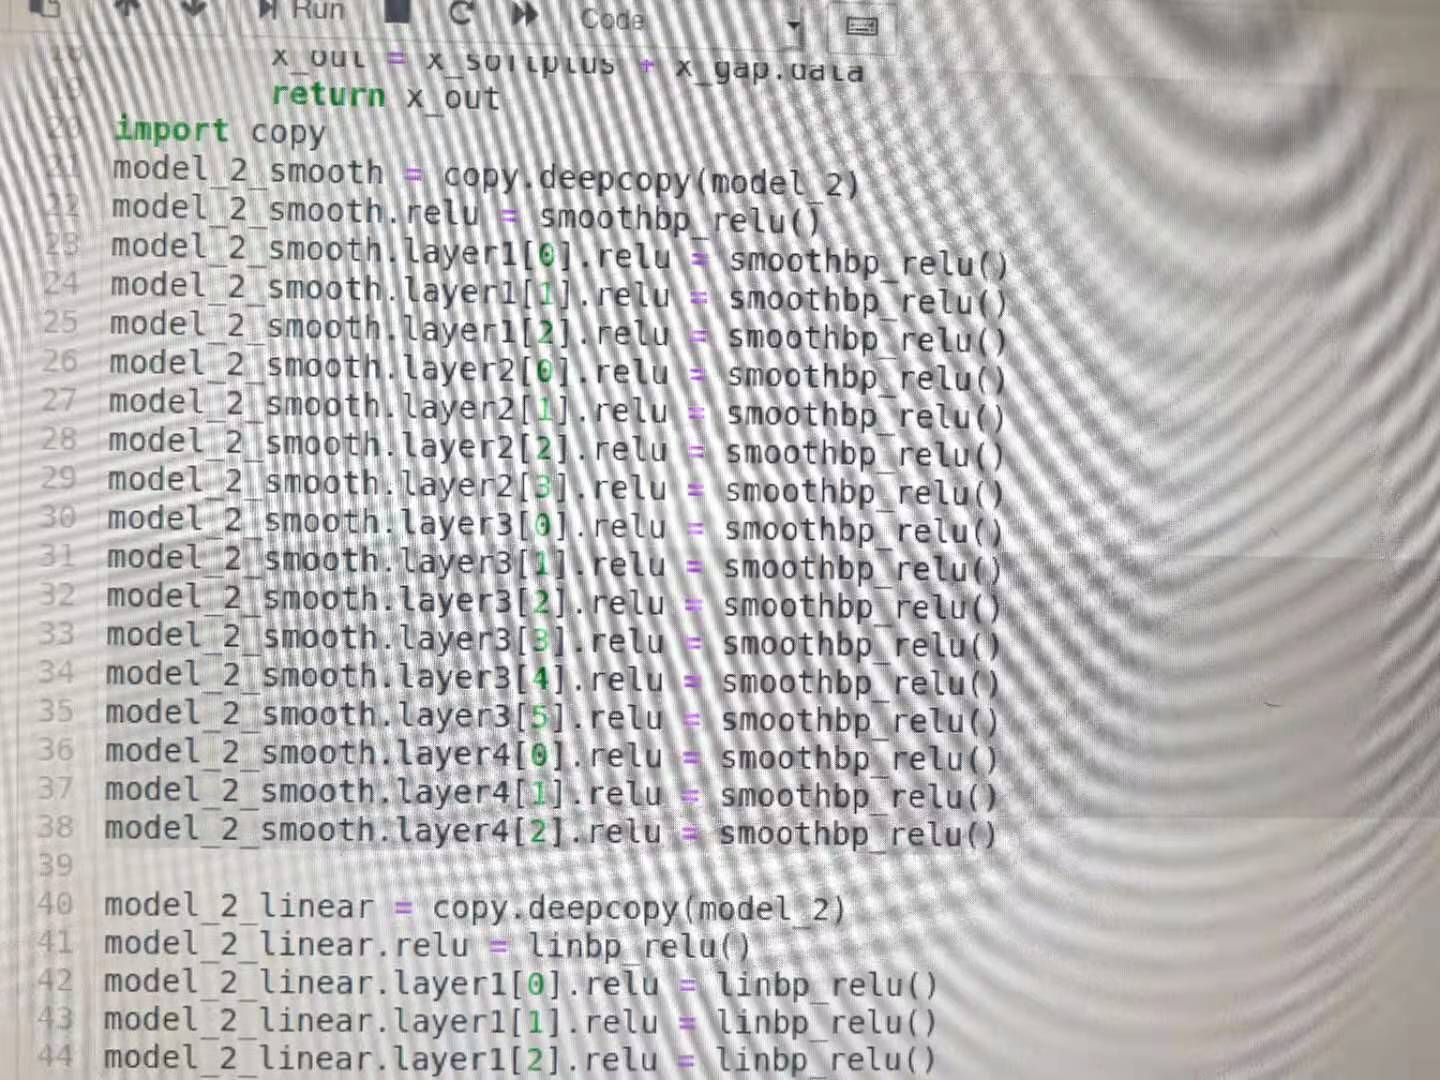 Run
Code
18 x_out = x_softplus + x_gap.data
19 return x_out
20 import copy
21 model_2_smooth = copy.deepcopy(model_2)
22 model_2_smooth.relu = smoothbp_relu()
23 model_2_smooth.layer1[0].relu = smoothbp_relu()
24 model_2_smooth.layer1[1].relu = smoothbp_relu()
25 model_2_smooth.layer1[2].relu = smoothbp_relu()
26 model_2_smooth.layer2[0].relu = smoothbp_relu()
27 model_2_smooth.layer2[1].relu = smoothbp_relu()
28 model_2_smooth.layer2[2].relu = smoothbp_relu()
29 model_2_smooth.layer2[3].relu = smoothbp_relu()
30 model_2_smooth.layer3[0].relu = smoothbp_relu()
31 model_2_smooth.layer3[1].relu = smoothbp_relu()
32 model_2_smooth.layer3[2].relu = smoothbp_relu()
33 model_2_smooth.layer3[3].relu = smoothbp_relu()
34 model_2_smooth.layer3[4].relu = smoothbp_relu()
35 model_2_smooth.layer3[5].relu = smoothbp_relu()
36 model_2_smooth.layer4[0].relu = smoothbp_relu()
37 model_2_smooth.layer4[1].relu = smoothbp_relu()
38 model_2_smooth.layer4[2].relu = smoothbp_relu()
39
40 model_2_linear = copy.deepcopy(model_2)
41 model_2_linear.relu = linbp_relu()
42 model_2_linear.layer1[0].relu = linbp_relu()
43 model_2_linear.layer1[1].relu = linbp_relu()
44 model_2_linear.layer1[2].relu = linbp_relu()